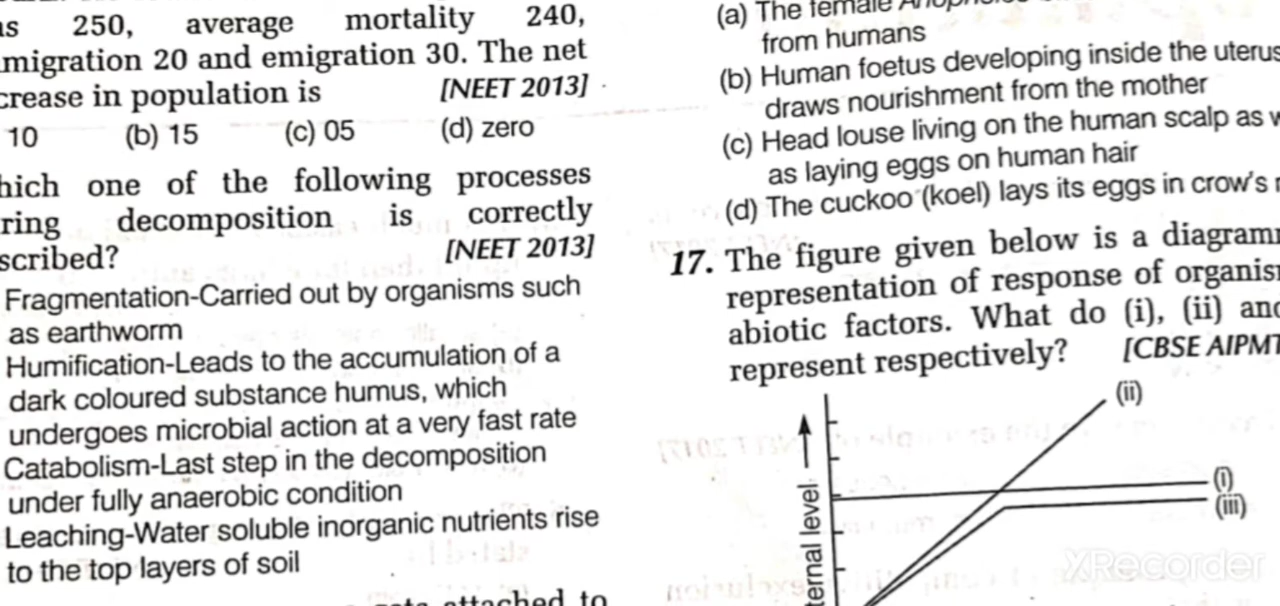 250, average mortality 240,
migration 20 and emigration 30. The net
crease in population is [NEET 2013]
10 (b) 15 (c) 05 (d) zero
hich one of the following processes
ring decomposition is correctly
scribed? [NEET 2013]
Fragmentation-Carried out by organisms such
as earthworm
Humification-Leads to the accumulation of a
dark coloured substance humus, which
undergoes microbial action at a very fast rate
Catabolism-Last step in the decomposition
under fully anaerobic condition
Leaching-Water soluble inorganic nutrients rise
to the top layers of soil
attached to
(a) The female
from humans
(b) Human foetus developing inside the uterus
draws nourishment from the mother
(c) Head louse living on the human scalp as w
as laying eggs on human hair
(d) The cuckoo (koel) lays its eggs in crow's
17. The figure given below is a diagram
representation of response of organis
abiotic factors. What do (i), (ii) and
represent respectively? [CBSE AIPMT
(ii)
(i)
(iii)
ternal level
XRecorder